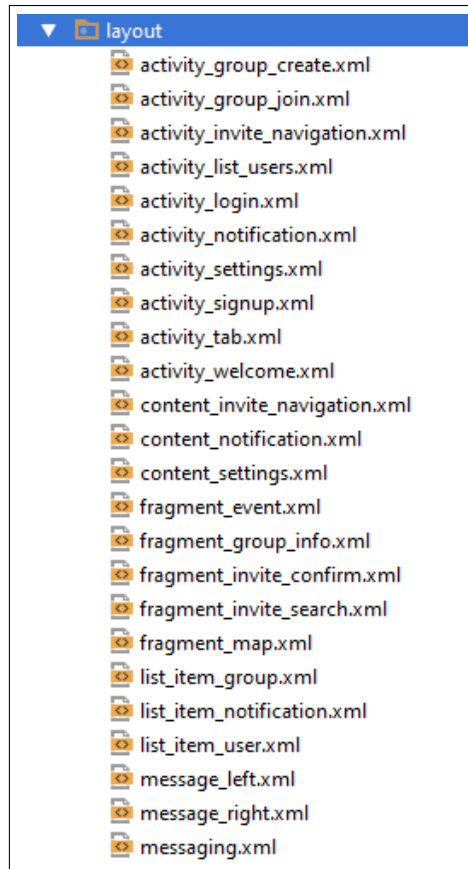 layout
activity_group_create.xml
activity_group_join.xml
activity_invite_navigation.xml
activity_list_users.xml
activity_login.xml
activity_notification.xml
activity_settings.xml
activity_signup.xml
activity_tab.xml
activity_welcome.xml
content_invite_navigation.xml
content_notification.xml
content_settings.xml
fragment_event.xml
fragment_group_info.xml
fragment_invite_confirm.xml
fragment_invite_search.xml
fragment_map.xml
list_item_group.xml
list_item_notification.xml
list_item_user.xml
message_left.xml
message_right.xml
messaging.xml